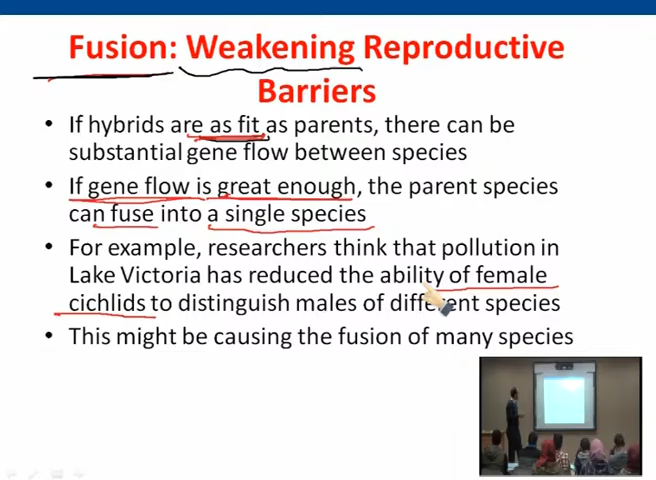 Fusion: Weakening Reproductive
Barriers
• If hybrids are as fit as parents, there can be
substantial gene flow between species
• If gene flow is great enough, the parent species
can fuse into a single species
• For example, researchers think that pollution in
Lake Victoria has reduced the ability of female
cichlids to distinguish males of different species
• This might be causing the fusion of many species